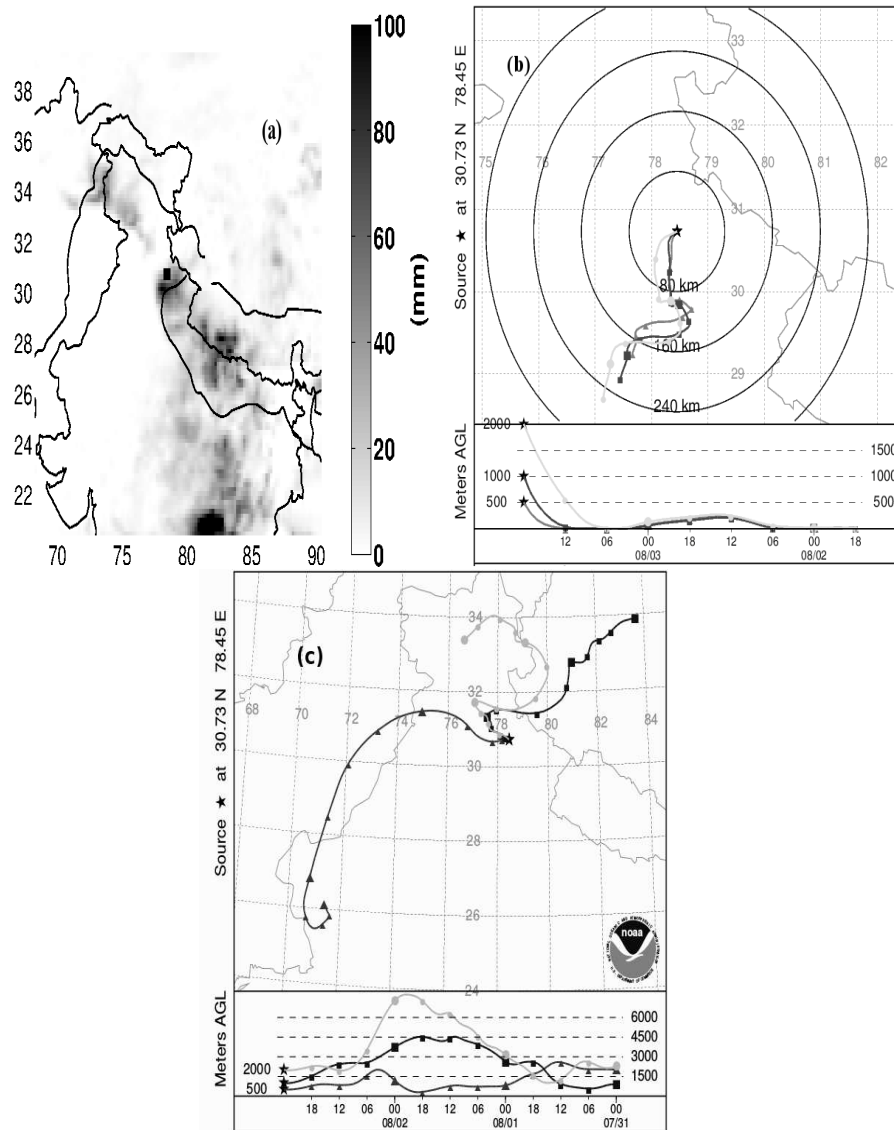 (a)
100
80
60
40
20
0
(mm)
38
36
34
32
30
28
26
24
22
70 75 80 85 90
(b)
Source ★ at 30.73 N 78.45 E
33
32
31
30
29
75 76 77 78 79 80 81 82
80 km
160 km
240 km
Meters AGL
2000
1000
500
1500
1000
500
12 06 00 18 12 06 00 18
08/03 08/02
(c)
Source ★ at 30.73 N 78.45 E
34
32
30
28
26
24
68 70 72 74 76 78 80 82 84
noaa
Meters AGL
2000
500
6000
4500
3000
1500
18 12 06 00 18 12 06 00 18 12 06 00
08/02 08/01 07/31